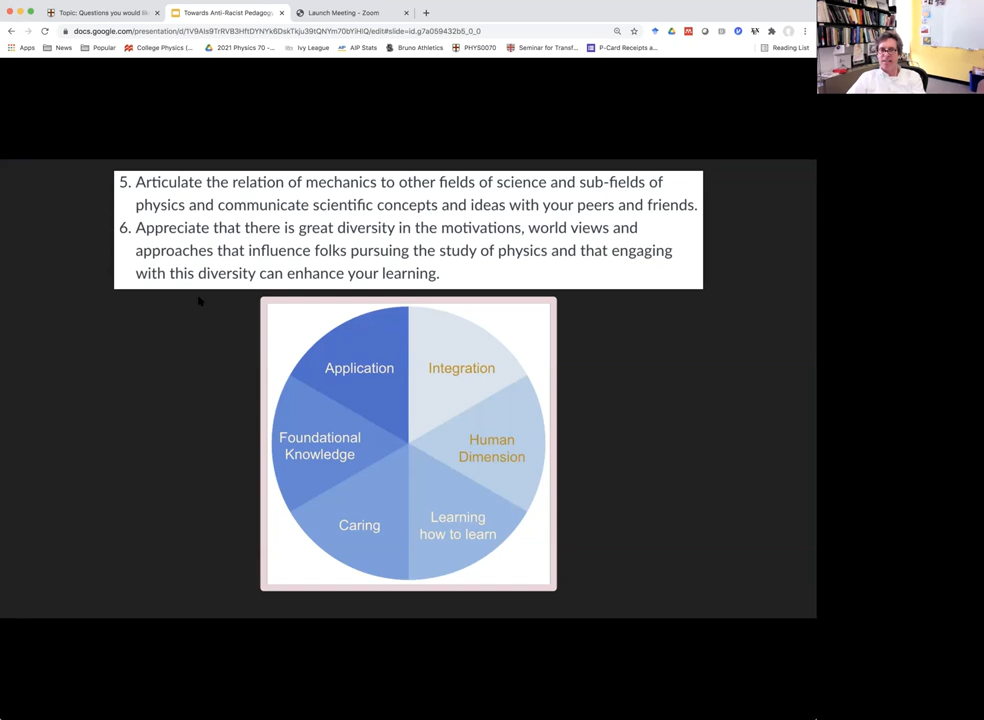 Topic: Questions you would lik
Towards Anti-Racist Pedagogy
Launch Meeting - Zoom
docs.google.com/presentation/d/1V9AIs9TrRVB3HftDYNYk6DskTkju39tQNYm70bYiHIQ/edit#slide=id.g7a059432b5_0_0
Apps News Popular College Physics (... 2021 Physics 70 -... Ivy League AIP Stats Bruno Athletics PHYS0070 Seminar for Transf... P-Card Receipts a... Reading List
5. Articulate the relation of mechanics to other fields of science and sub-fields of
physics and communicate scientific concepts and ideas with your peers and friends.
6. Appreciate that there is great diversity in the motivations, world views and
approaches that influence folks pursuing the study of physics and that engaging
with this diversity can enhance your learning.
Application
Integration
Foundational
Knowledge
Human
Dimension
Caring
Learning
how to learn